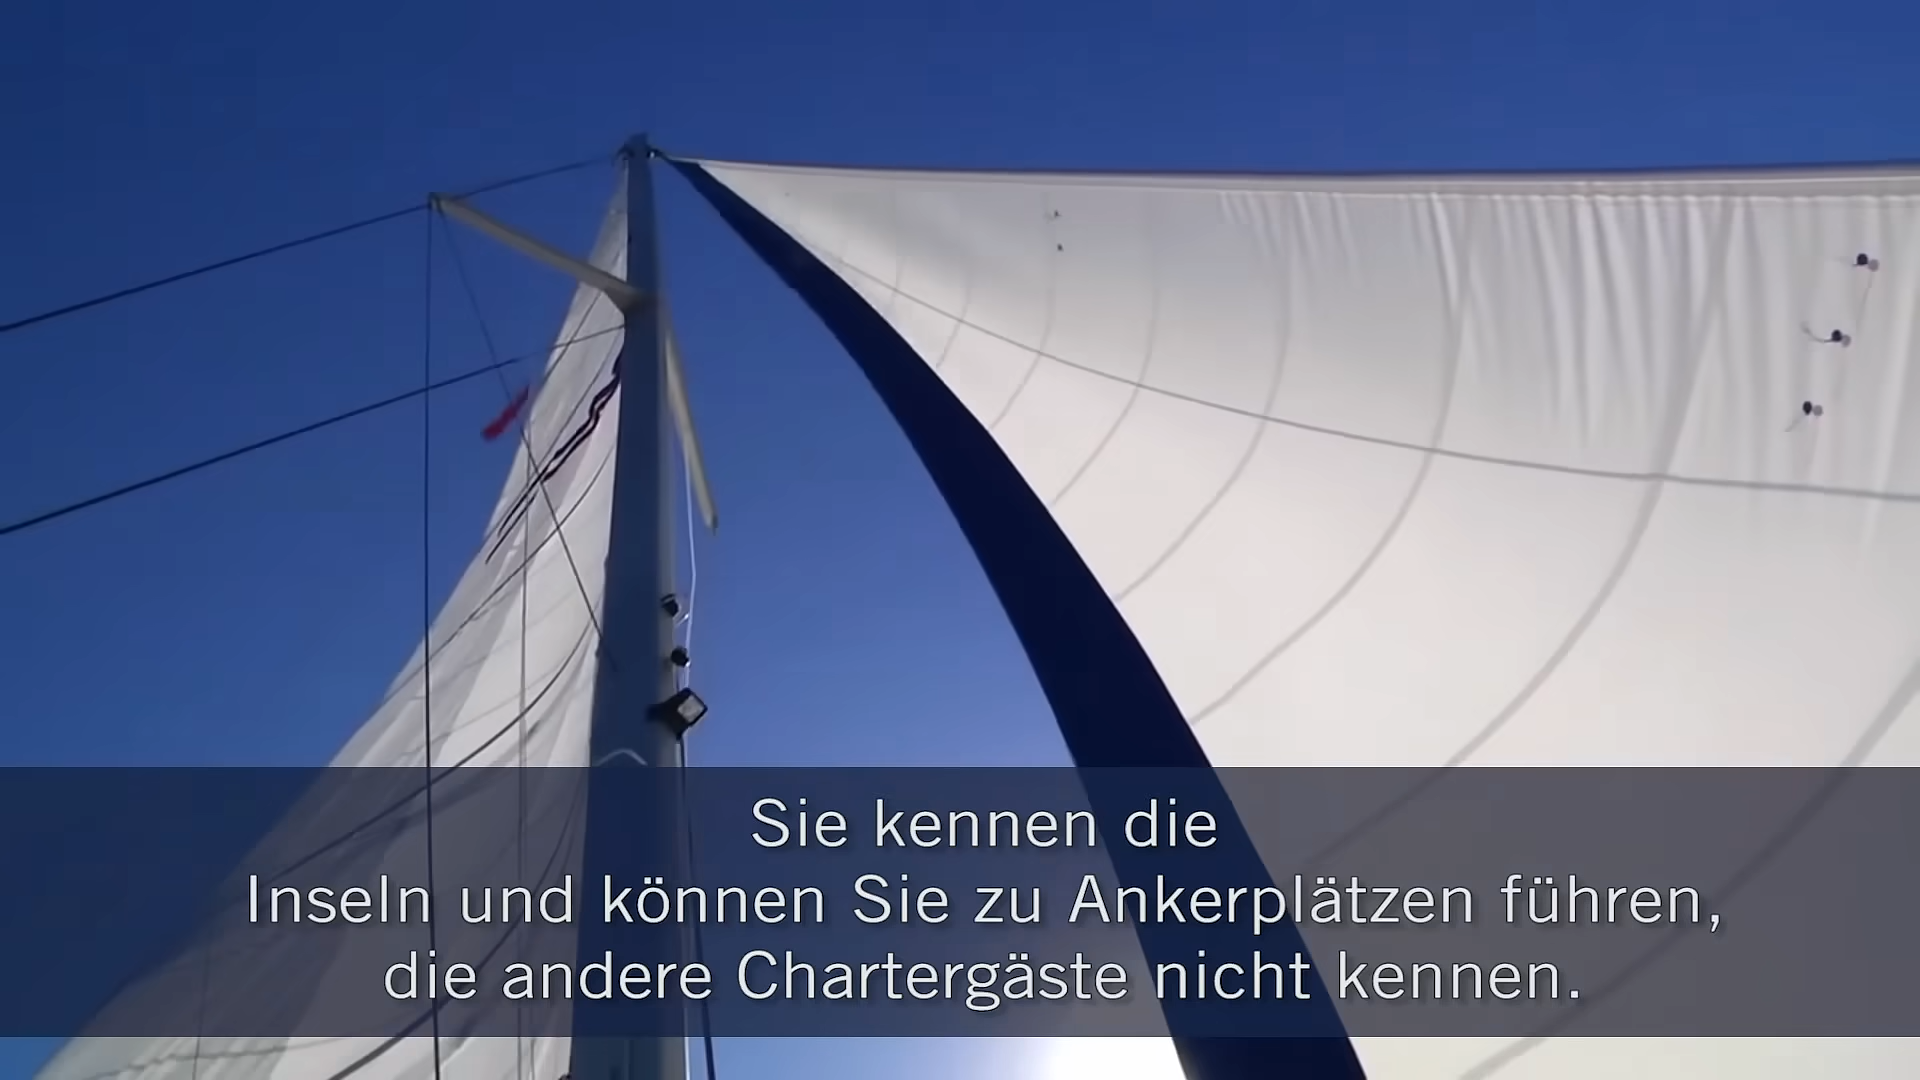 Sie kennen die
Inseln und können Sie zu Ankerplätzen führen,
die andere Chartergäste nicht kennen.